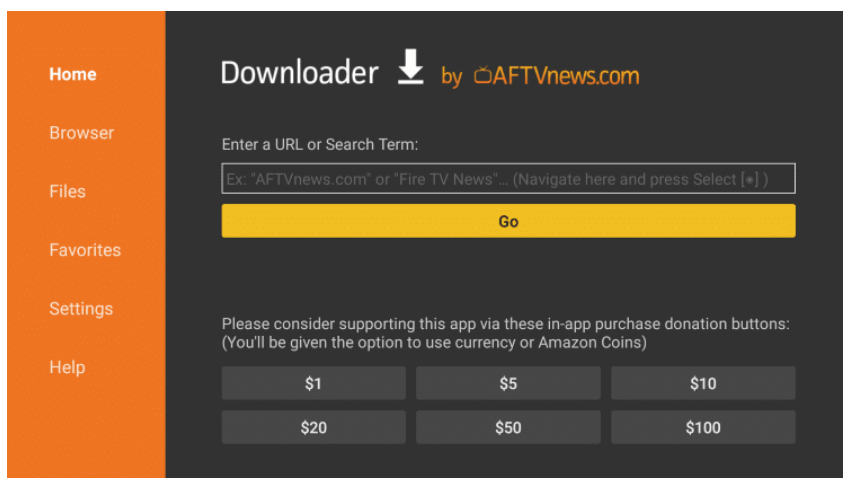 Home
Browser
Files
Favorites
Settings
Help
Downloader by AFTVnews.com
Enter a URL or Search Term:
Ex: "AFTVnews.com" or "Fire TV News"... (Navigate here and press Select [•] )
Go
Please consider supporting this app via these in-app purchase donation buttons:
(You'll be given the option to use currency or Amazon Coins)
$1 $5 $10
$20 $50 $100